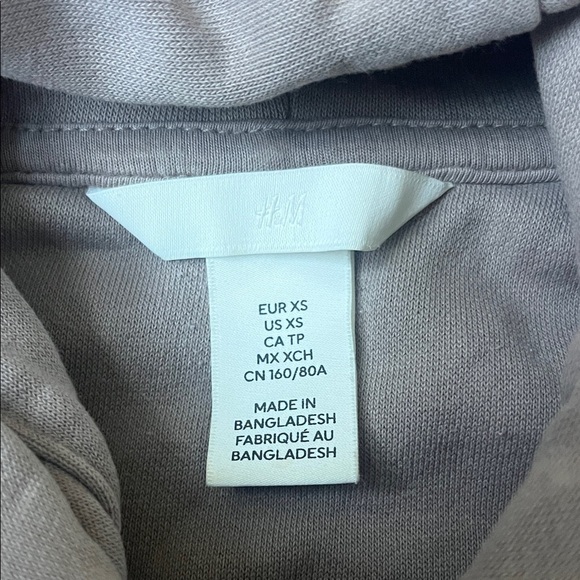 H&M
EUR XS
US XS
CA TP
MX XCH
CN 160/80A
MADE IN
BANGLADESH
FABRIQUÉ AU
BANGLADESH